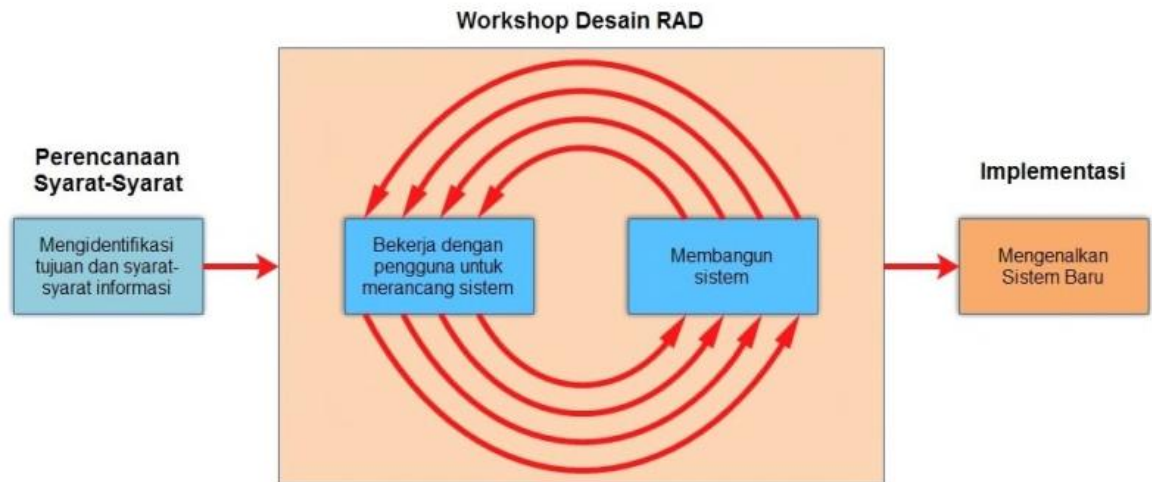 Workshop Desain RAD
Perencanaan
Syarat-Syarat
Mengidentifikasi
tujuan dan syarat-
syarat informasi
Bekerja dengan
pengguna untuk
merancang sistem
Membangun
sistem
Implementasi
Mengenalkan
Sistem Baru